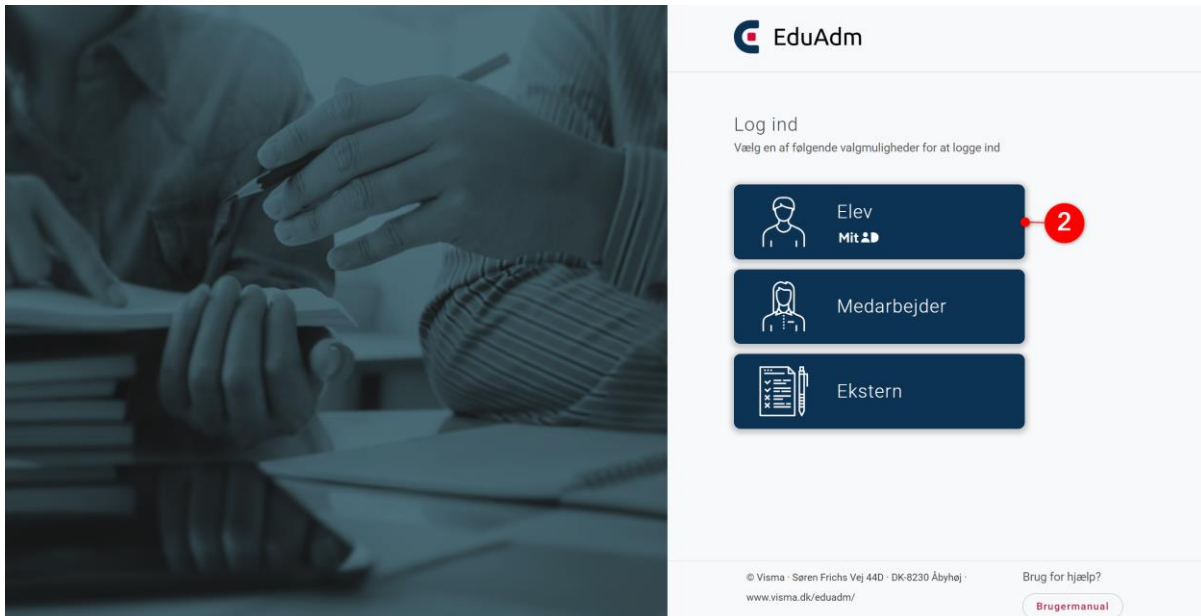 EduAdm
Log ind
Vælg en af følgende valgmuligheder for at logge ind
Elev
Mit ID
2
Medarbejder
Ekstern
© Visma · Søren Frichs Vej 44D · DK-8230 Åbyhøj ·
www.visma.dk/eduadm/
Brug for hjælp?
Brugermanual